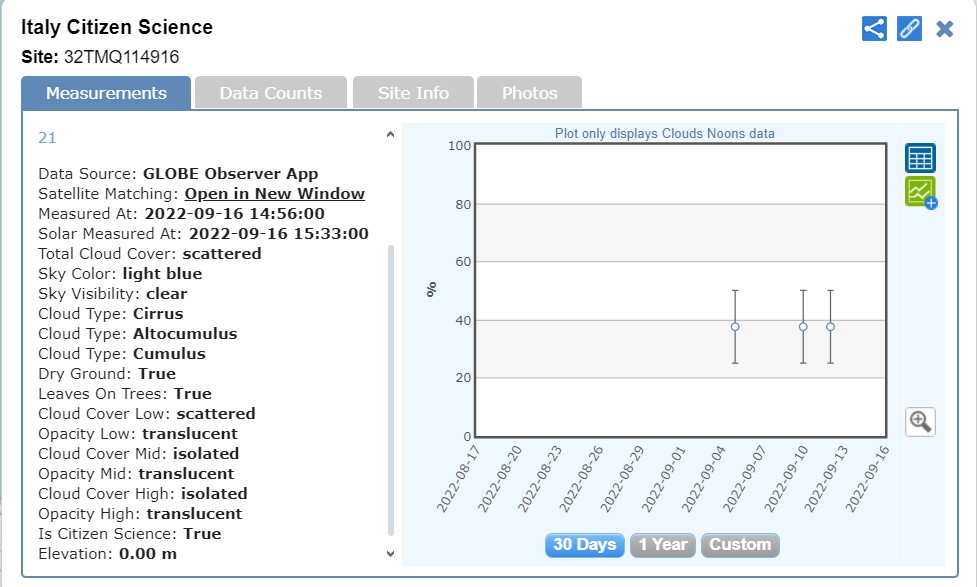 Italy Citizen Science
Site: 32TMQ114916
Measurements
Data Counts
Site Info
Photos
21
Data Source: GLOBE Observer App
Satellite Matching: Open in New Window
Measured At: 2022-09-16 14:56:00
Solar Measured At: 2022-09-16 15:33:00
Total Cloud Cover: scattered
Sky Color: light blue
Sky Visibility: clear
Cloud Type: Cirrus
Cloud Type: Altocumulus
Cloud Type: Cumulus
Dry Ground: True
Leaves On Trees: True
Cloud Cover Low: scattered
Opacity Low: translucent
Cloud Cover Mid: isolated
Opacity Mid: translucent
Cloud Cover High: isolated
Opacity High: translucent
Is Citizen Science: True
Elevation: 0.00 m
Plot only displays Clouds Noons data
100
80
60
40
20
0
%
2022-08-17
2022-08-20
2022-08-23
2022-08-26
2022-08-29
2022-09-01
2022-09-04
2022-09-07
2022-09-10
2022-09-13
2022-09-16
30 Days
1 Year
Custom